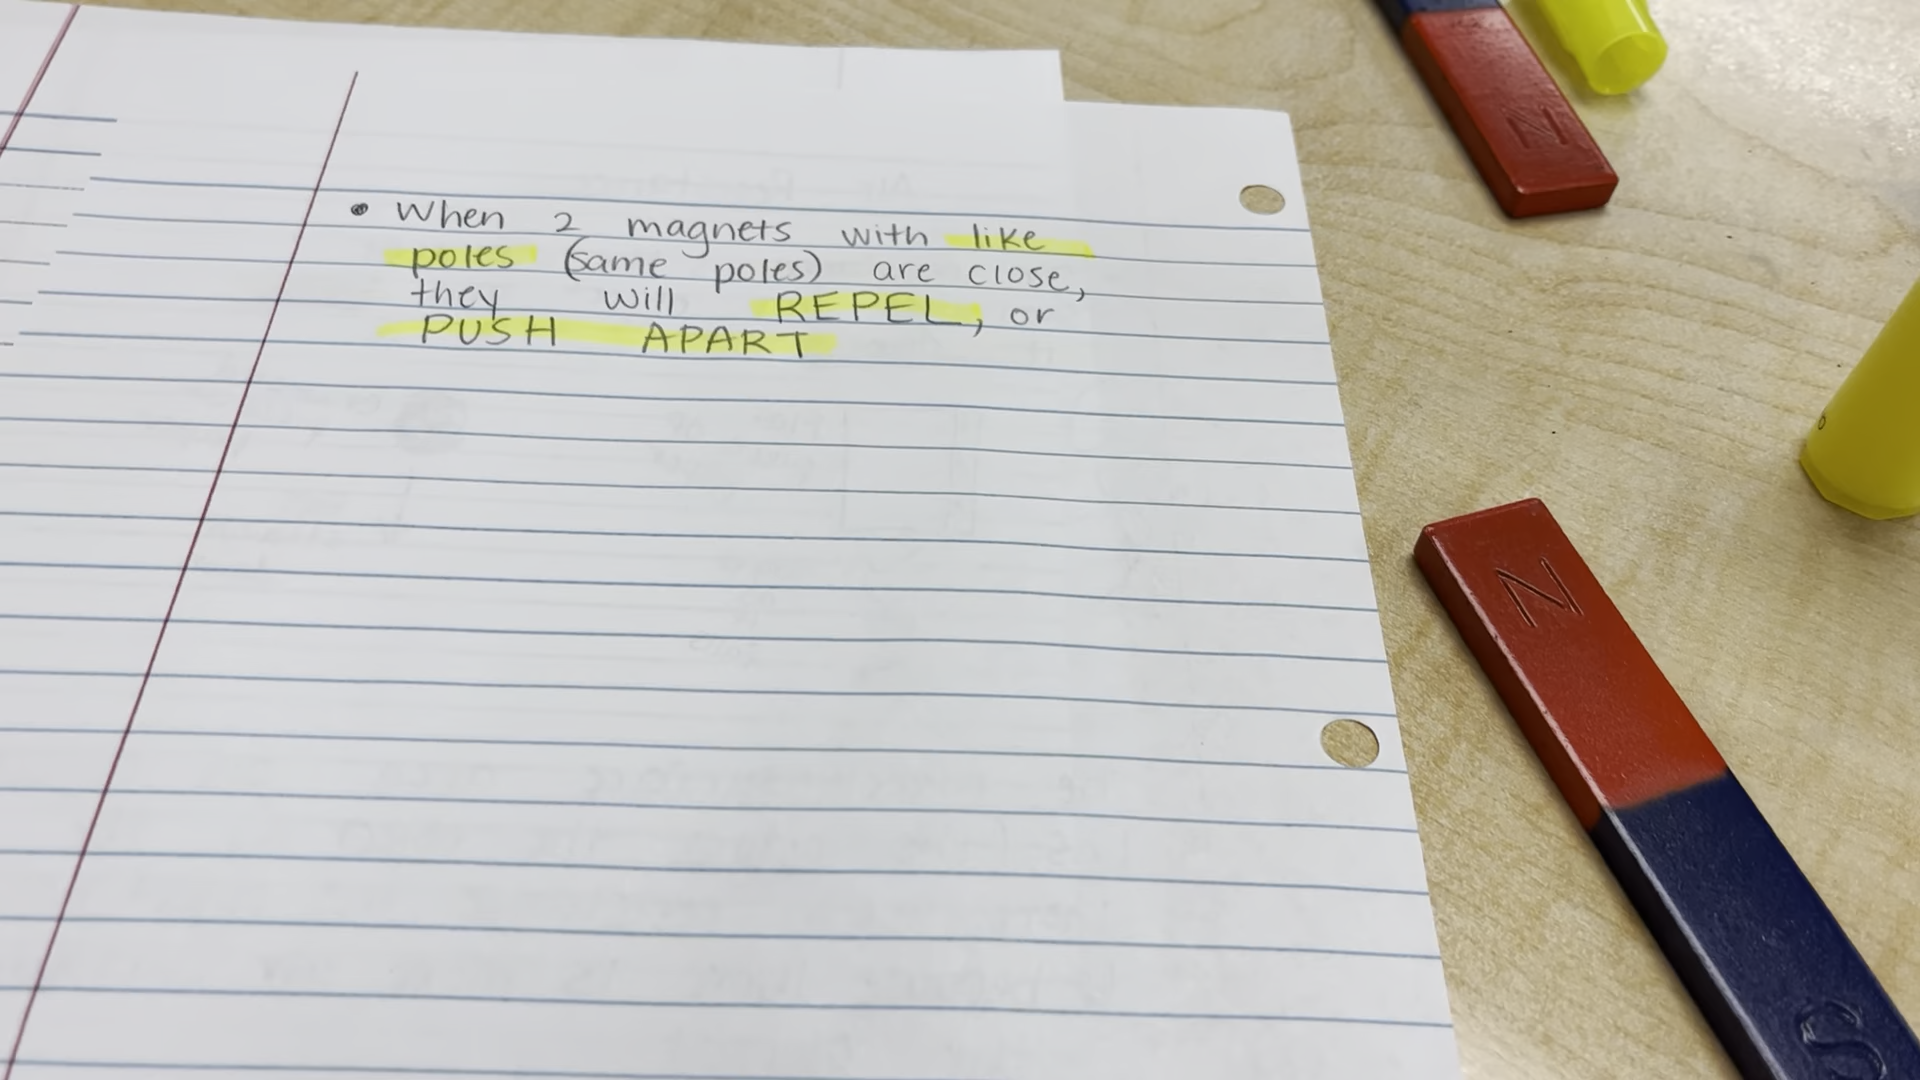 • When 2 magnets with like
poles (same poles) are close,
they will REPEL, or
PUSH APART
N
N
S